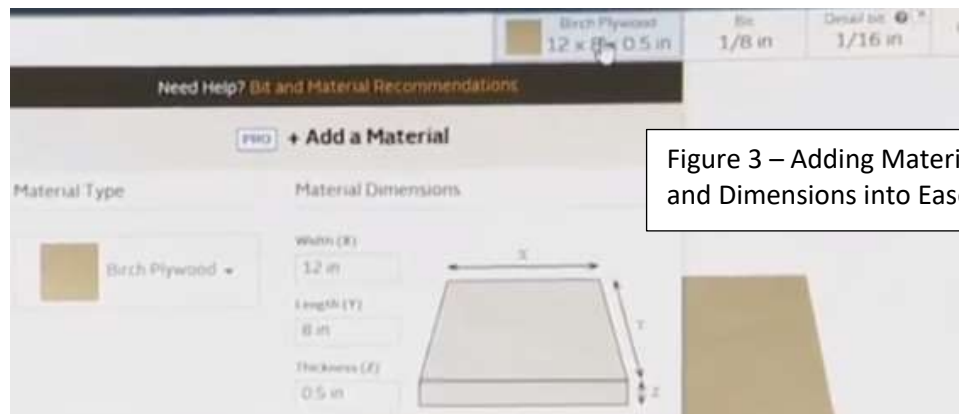 Birch Plywood
12 x 8 x 0.5 in
Bit
1/8 in
Detail bit
1/16 in
Need Help? Bit and Material Recommendations
PRO + Add a Material
Figure 3 – Adding Materi
and Dimensions into Eas
Material Type
Material Dimensions
Birch Plywood
Width (X)
12 in
Length (Y)
8 in
Thickness (Z)
0.5 in
X
Y
Z